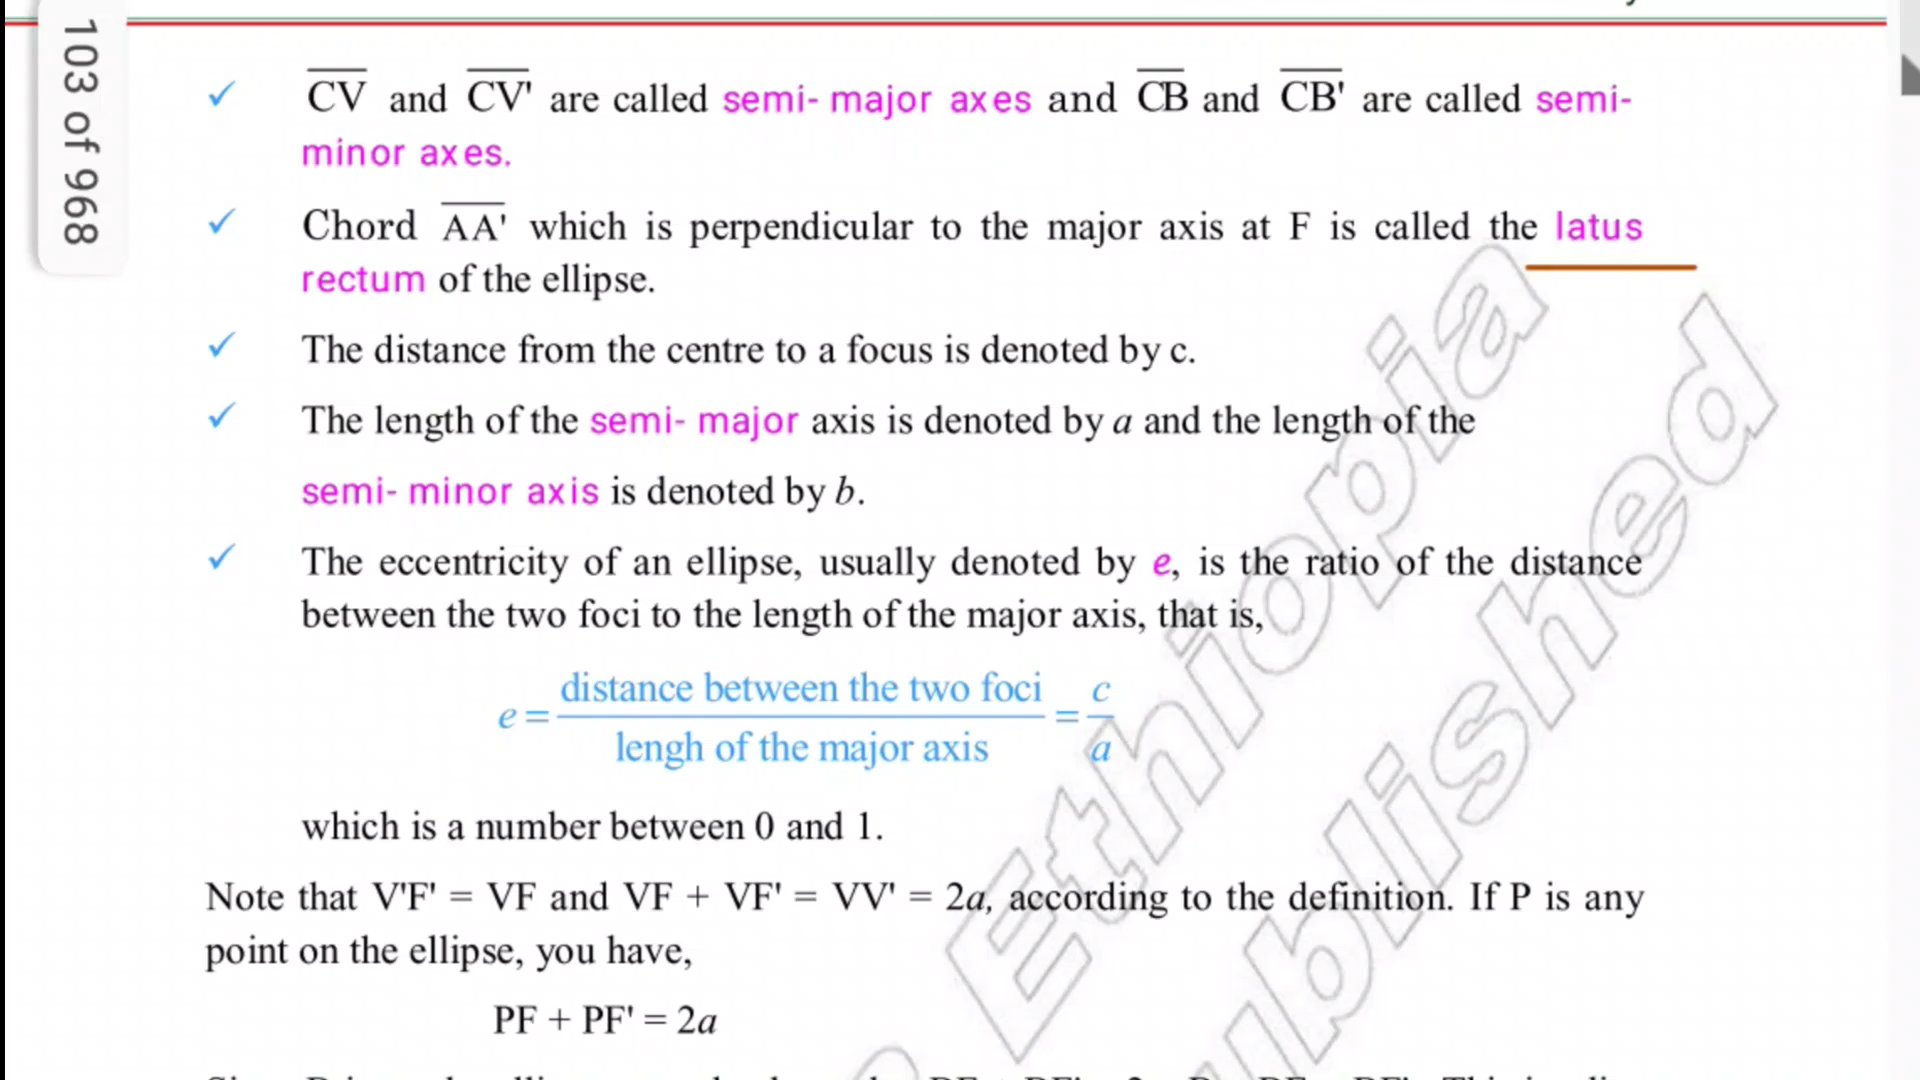 103 of 968
CV and CV' are called semi- major axes and CB and CB' are called semi-
minor axes.
Chord AA' which is perpendicular to the major axis at F is called the latus
rectum of the ellipse.
The distance from the centre to a focus is denoted by c.
The length of the semi- major axis is denoted by a and the length of the
semi- minor axis is denoted by b.
The eccentricity of an ellipse, usually denoted by e, is the ratio of the distance
between the two foci to the length of the major axis, that is,
e = distance between the two foci / lengh of the major axis = c / a
which is a number between 0 and 1.
Note that V'F' = VF and VF + VF' = VV' = 2a, according to the definition. If P is any
point on the ellipse, you have,
PF + PF' = 2a
Ethiopia